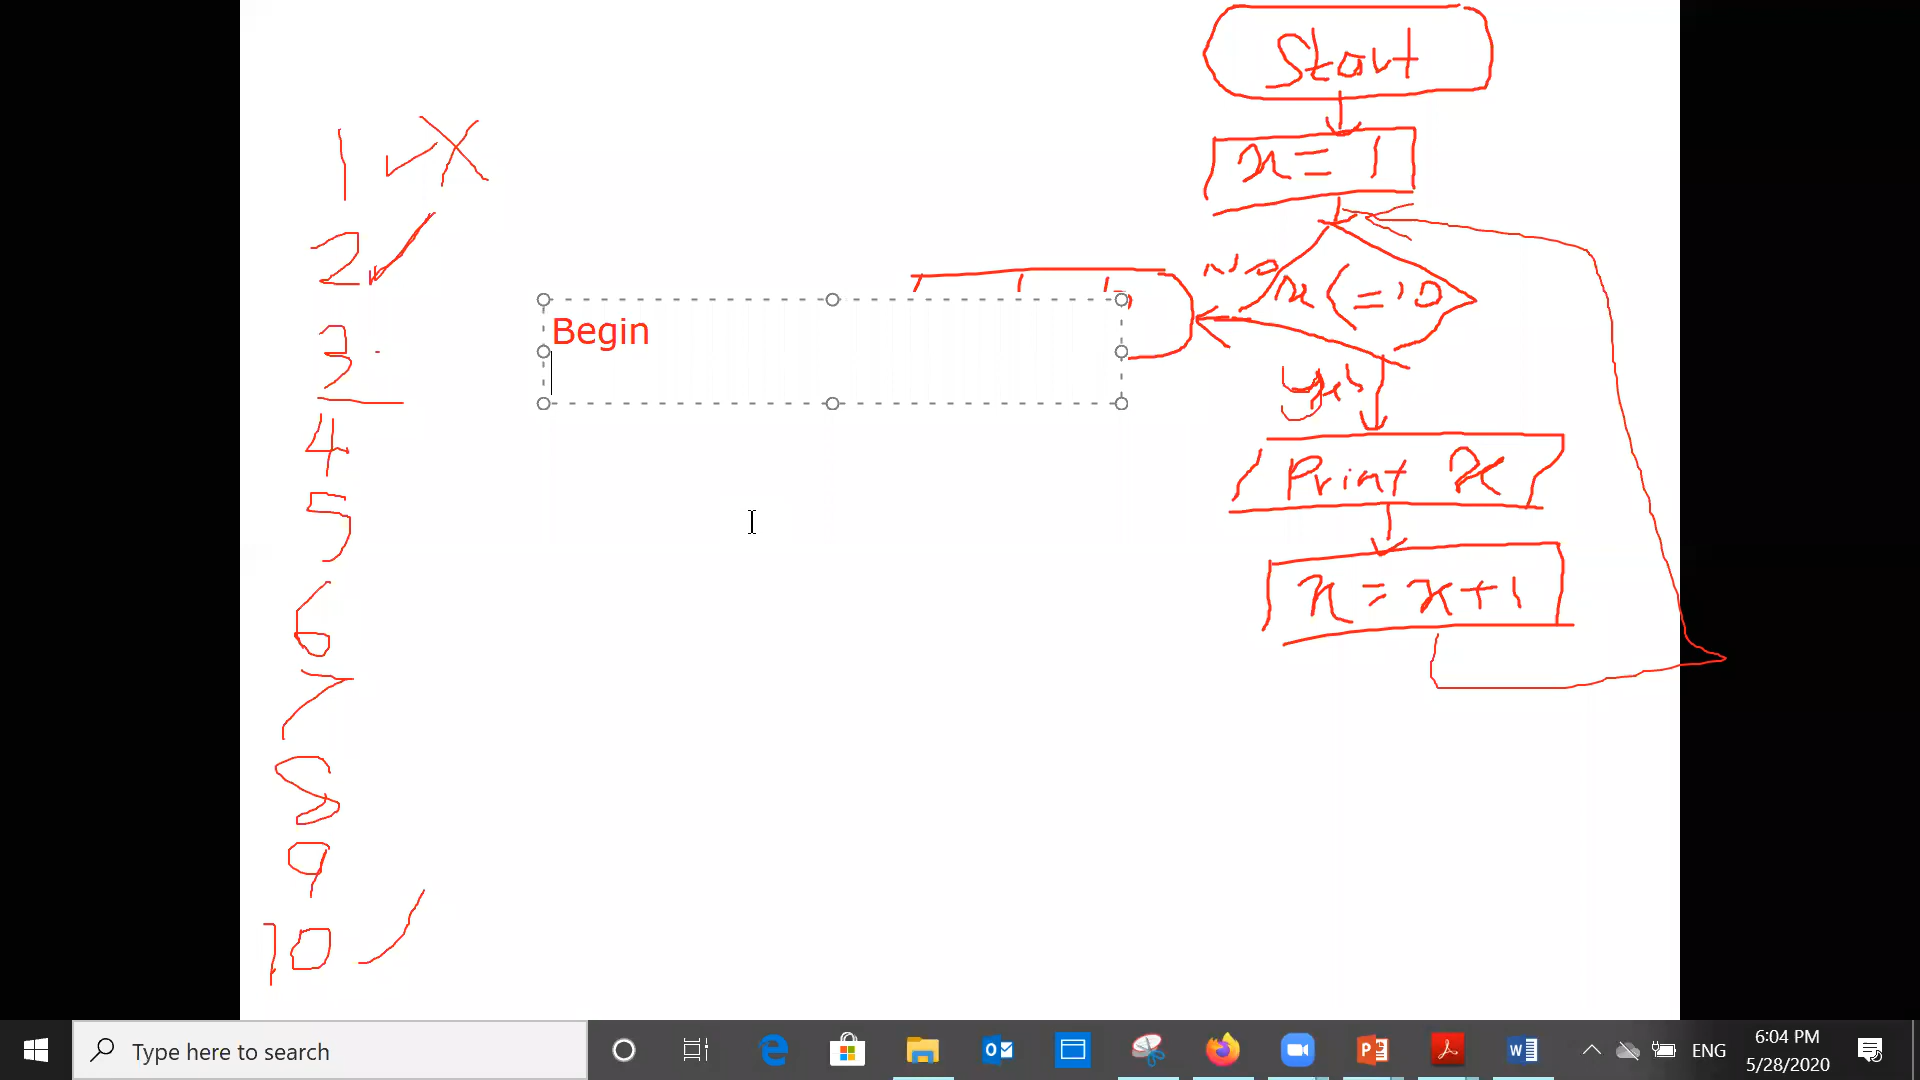 1
2
3
4
5
6
7
8
9
10
Begin
Start
x = 1
No
x <= 10
yes
Print x
x = x + 1
Type here to search
ENG
6:04 PM
5/28/2020